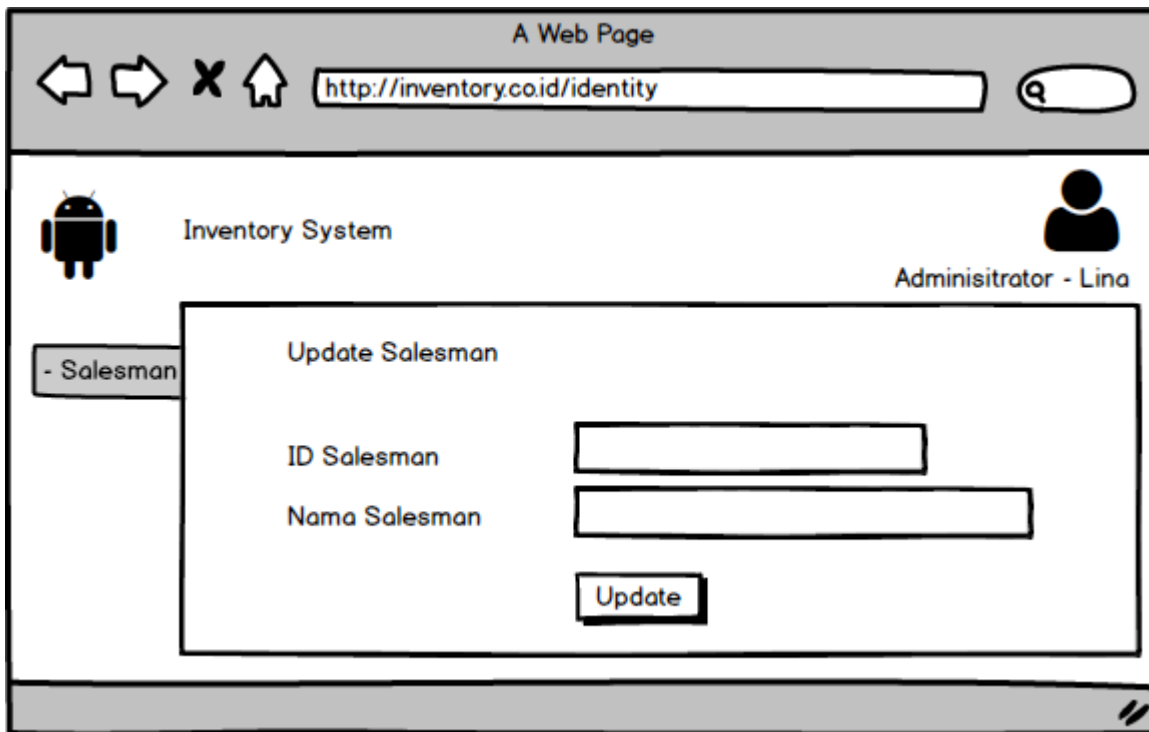 A Web Page
http://inventory.co.id/identity
Inventory System
Adminisitrator - Lina
- Salesman
Update Salesman
ID Salesman
Nama Salesman
Update